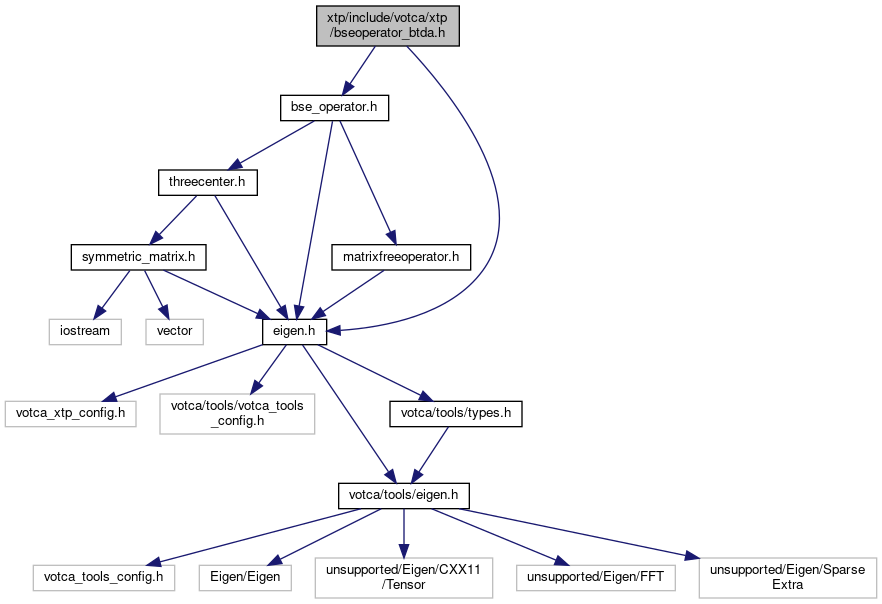 xtp/include/votca/xtp
/bseoperator_btda.h
bse_operator.h
threecenter.h
symmetric_matrix.h
matrixfreeoperator.h
iostream
vector
eigen.h
votca_xtp_config.h
votca/tools/votca_tools
_config.h
votca/tools/types.h
votca/tools/eigen.h
votca_tools_config.h
Eigen/Eigen
unsupported/Eigen/CXX11
/Tensor
unsupported/Eigen/FFT
unsupported/Eigen/Sparse
Extra